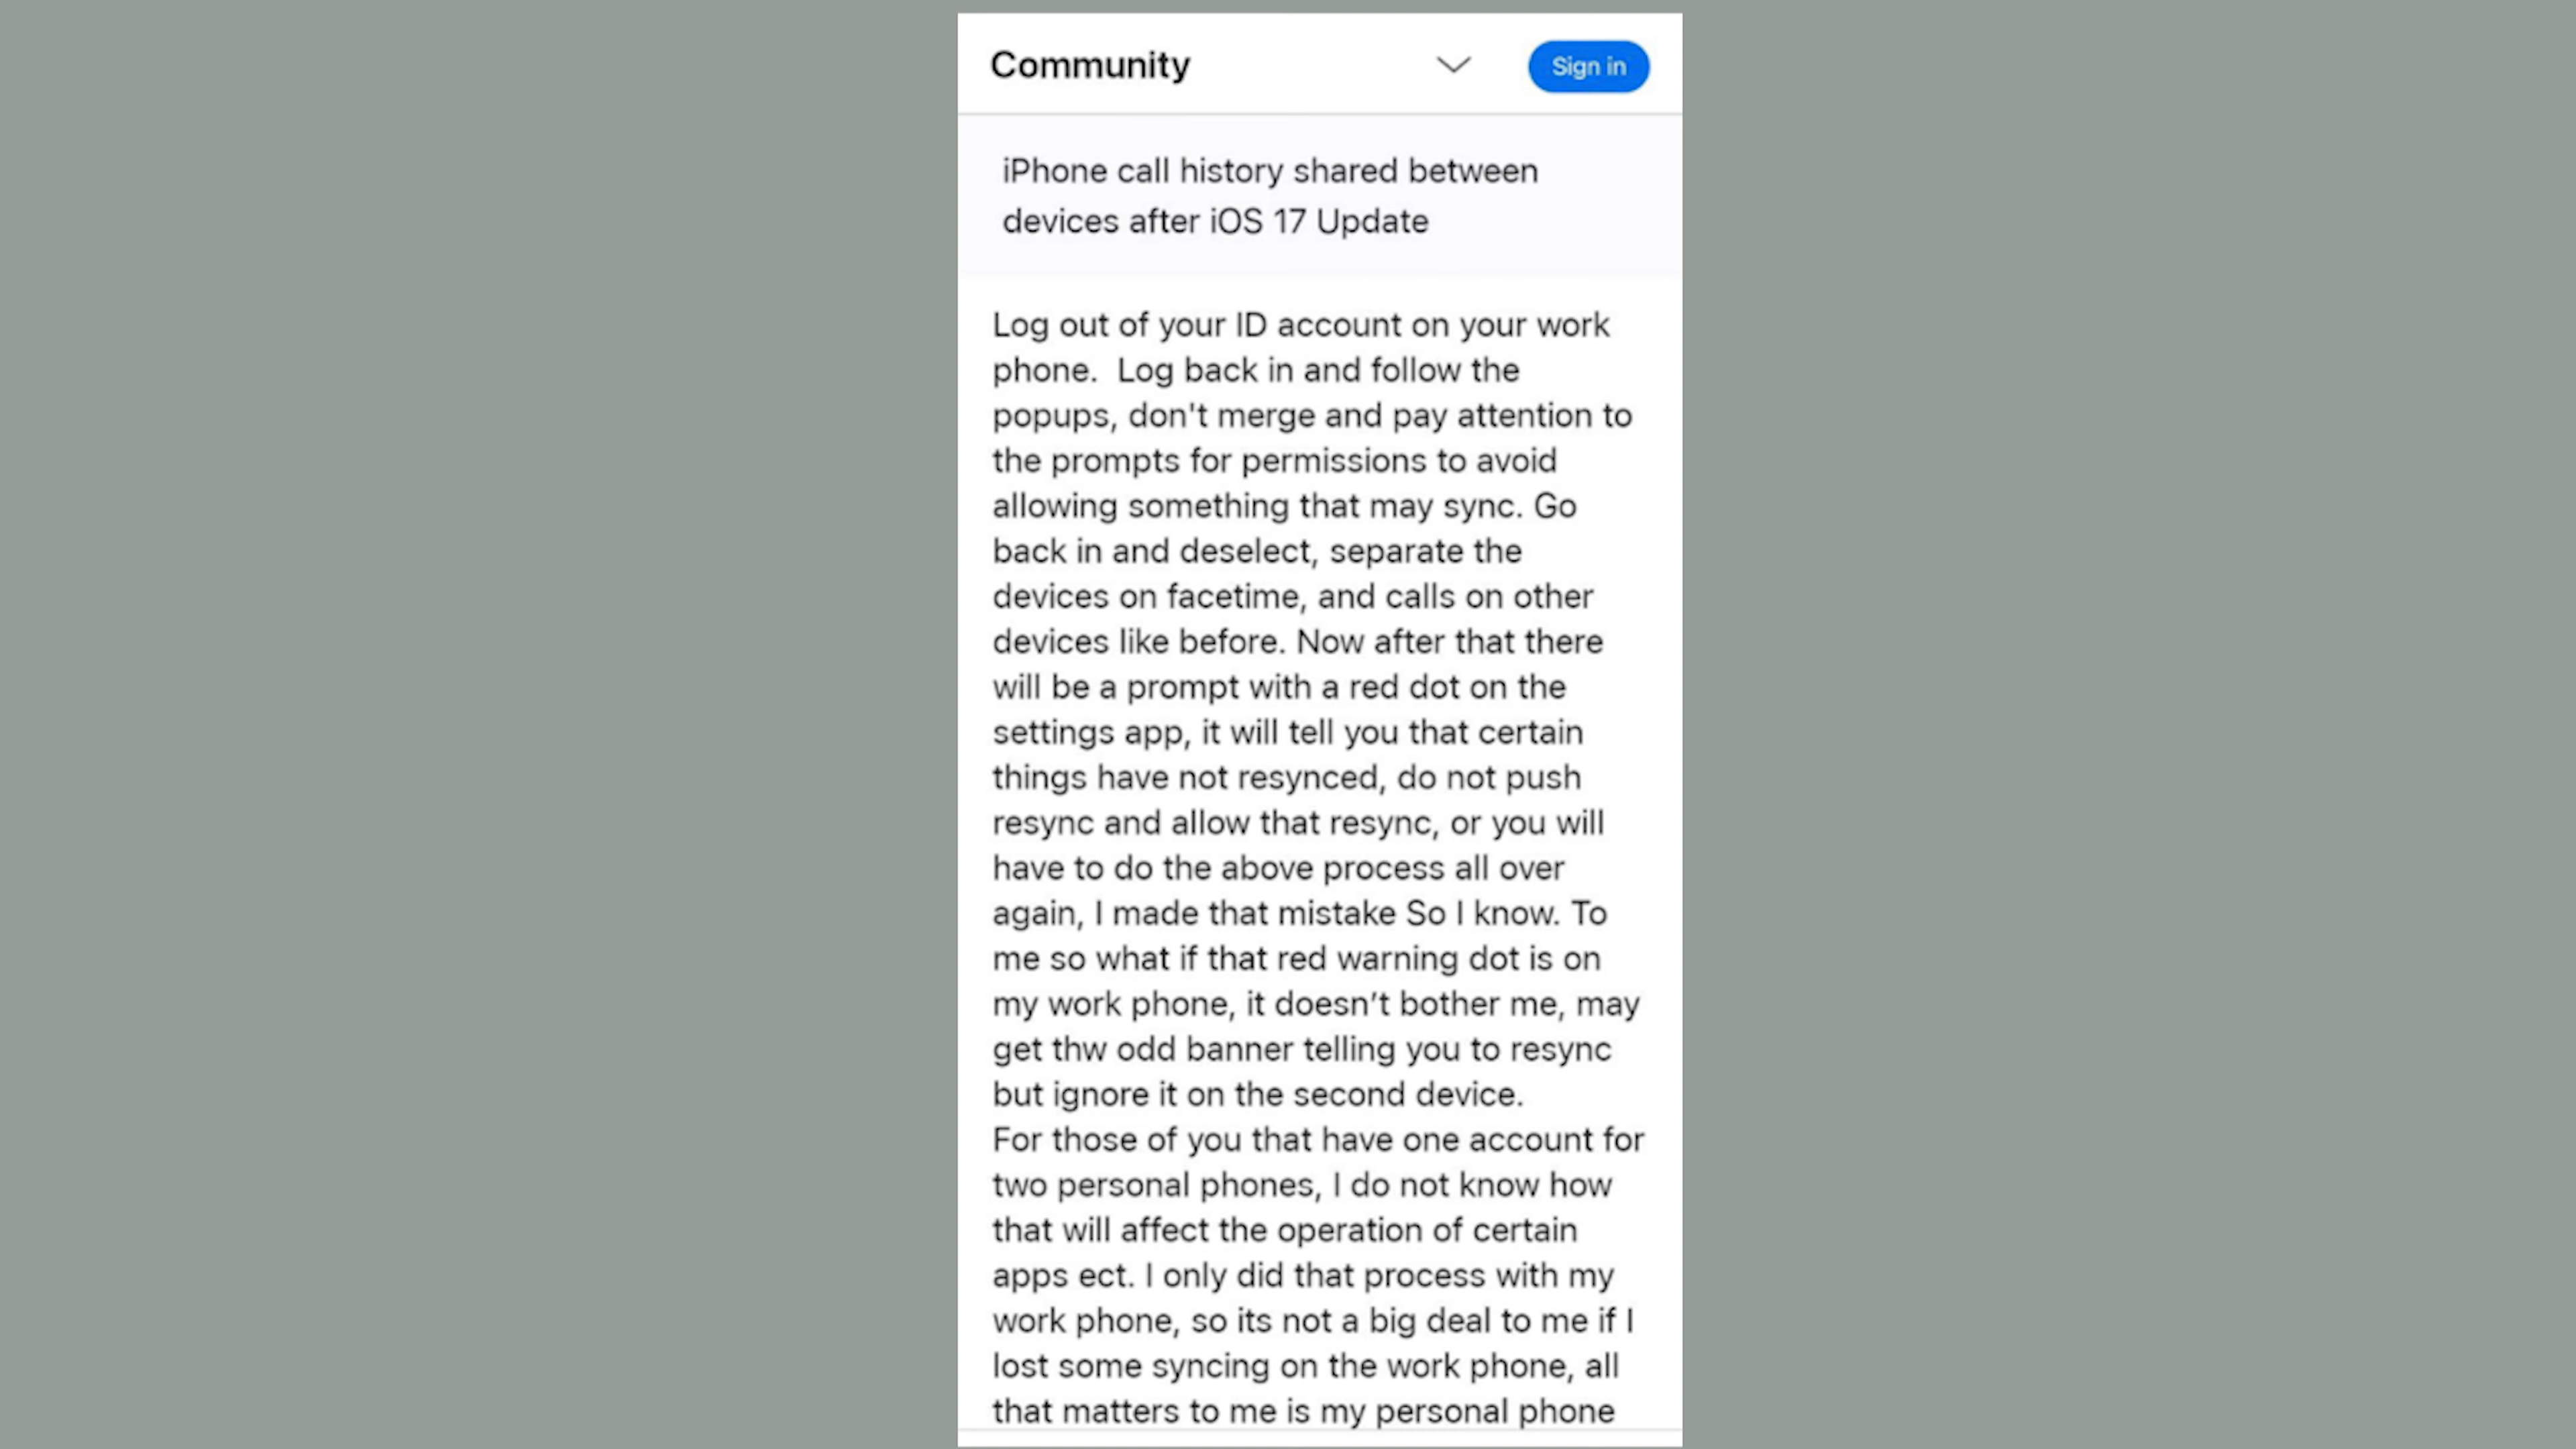 Community
Sign in
iPhone call history shared between
devices after iOS 17 Update
Log out of your ID account on your work
phone.  Log back in and follow the
popups, don't merge and pay attention to
the prompts for permissions to avoid
allowing something that may sync. Go
back in and deselect, separate the
devices on facetime, and calls on other
devices like before. Now after that there
will be a prompt with a red dot on the
settings app, it will tell you that certain
things have not resynced, do not push
resync and allow that resync, or you will
have to do the above process all over
again, I made that mistake So I know. To
me so what if that red warning dot is on
my work phone, it doesn’t bother me, may
get thw odd banner telling you to resync
but ignore it on the second device.
For those of you that have one account for
two personal phones, I do not know how
that will affect the operation of certain
apps ect. I only did that process with my
work phone, so its not a big deal to me if I
lost some syncing on the work phone, all
that matters to me is my personal phone